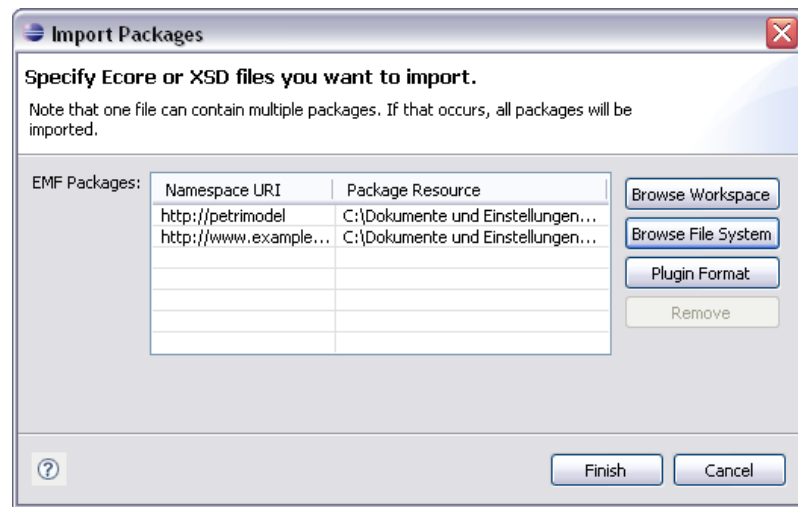 Import Packages
Specify Ecore or XSD files you want to import.
Note that one file can contain multiple packages. If that occurs, all packages will be
imported.
EMF Packages:
Namespace URI Package Resource
http://petrimodel C:\Dokumente und Einstellungen...
http://www.example... C:\Dokumente und Einstellungen...
Browse Workspace
Browse File System
Plugin Format
Remove
?
Finish Cancel